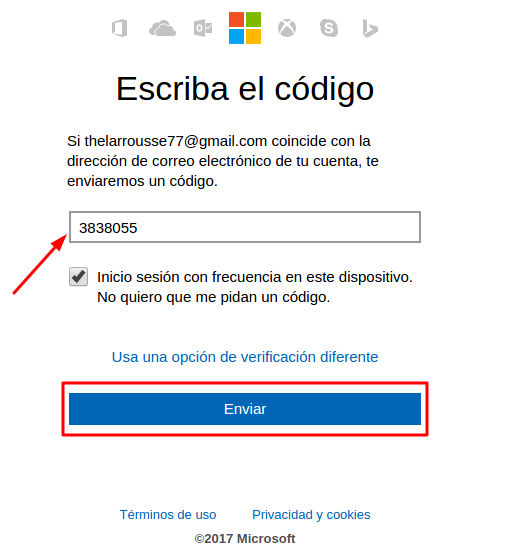 Escriba el código
Si thelarrousse77@gmail.com coincide con la
dirección de correo electrónico de tu cuenta, te
enviaremos un código.
3838055
Inicio sesión con frecuencia en este dispositivo.
No quiero que me pidan un código.
Usa una opción de verificación diferente
Enviar
Términos de uso Privacidad y cookies
©2017 Microsoft